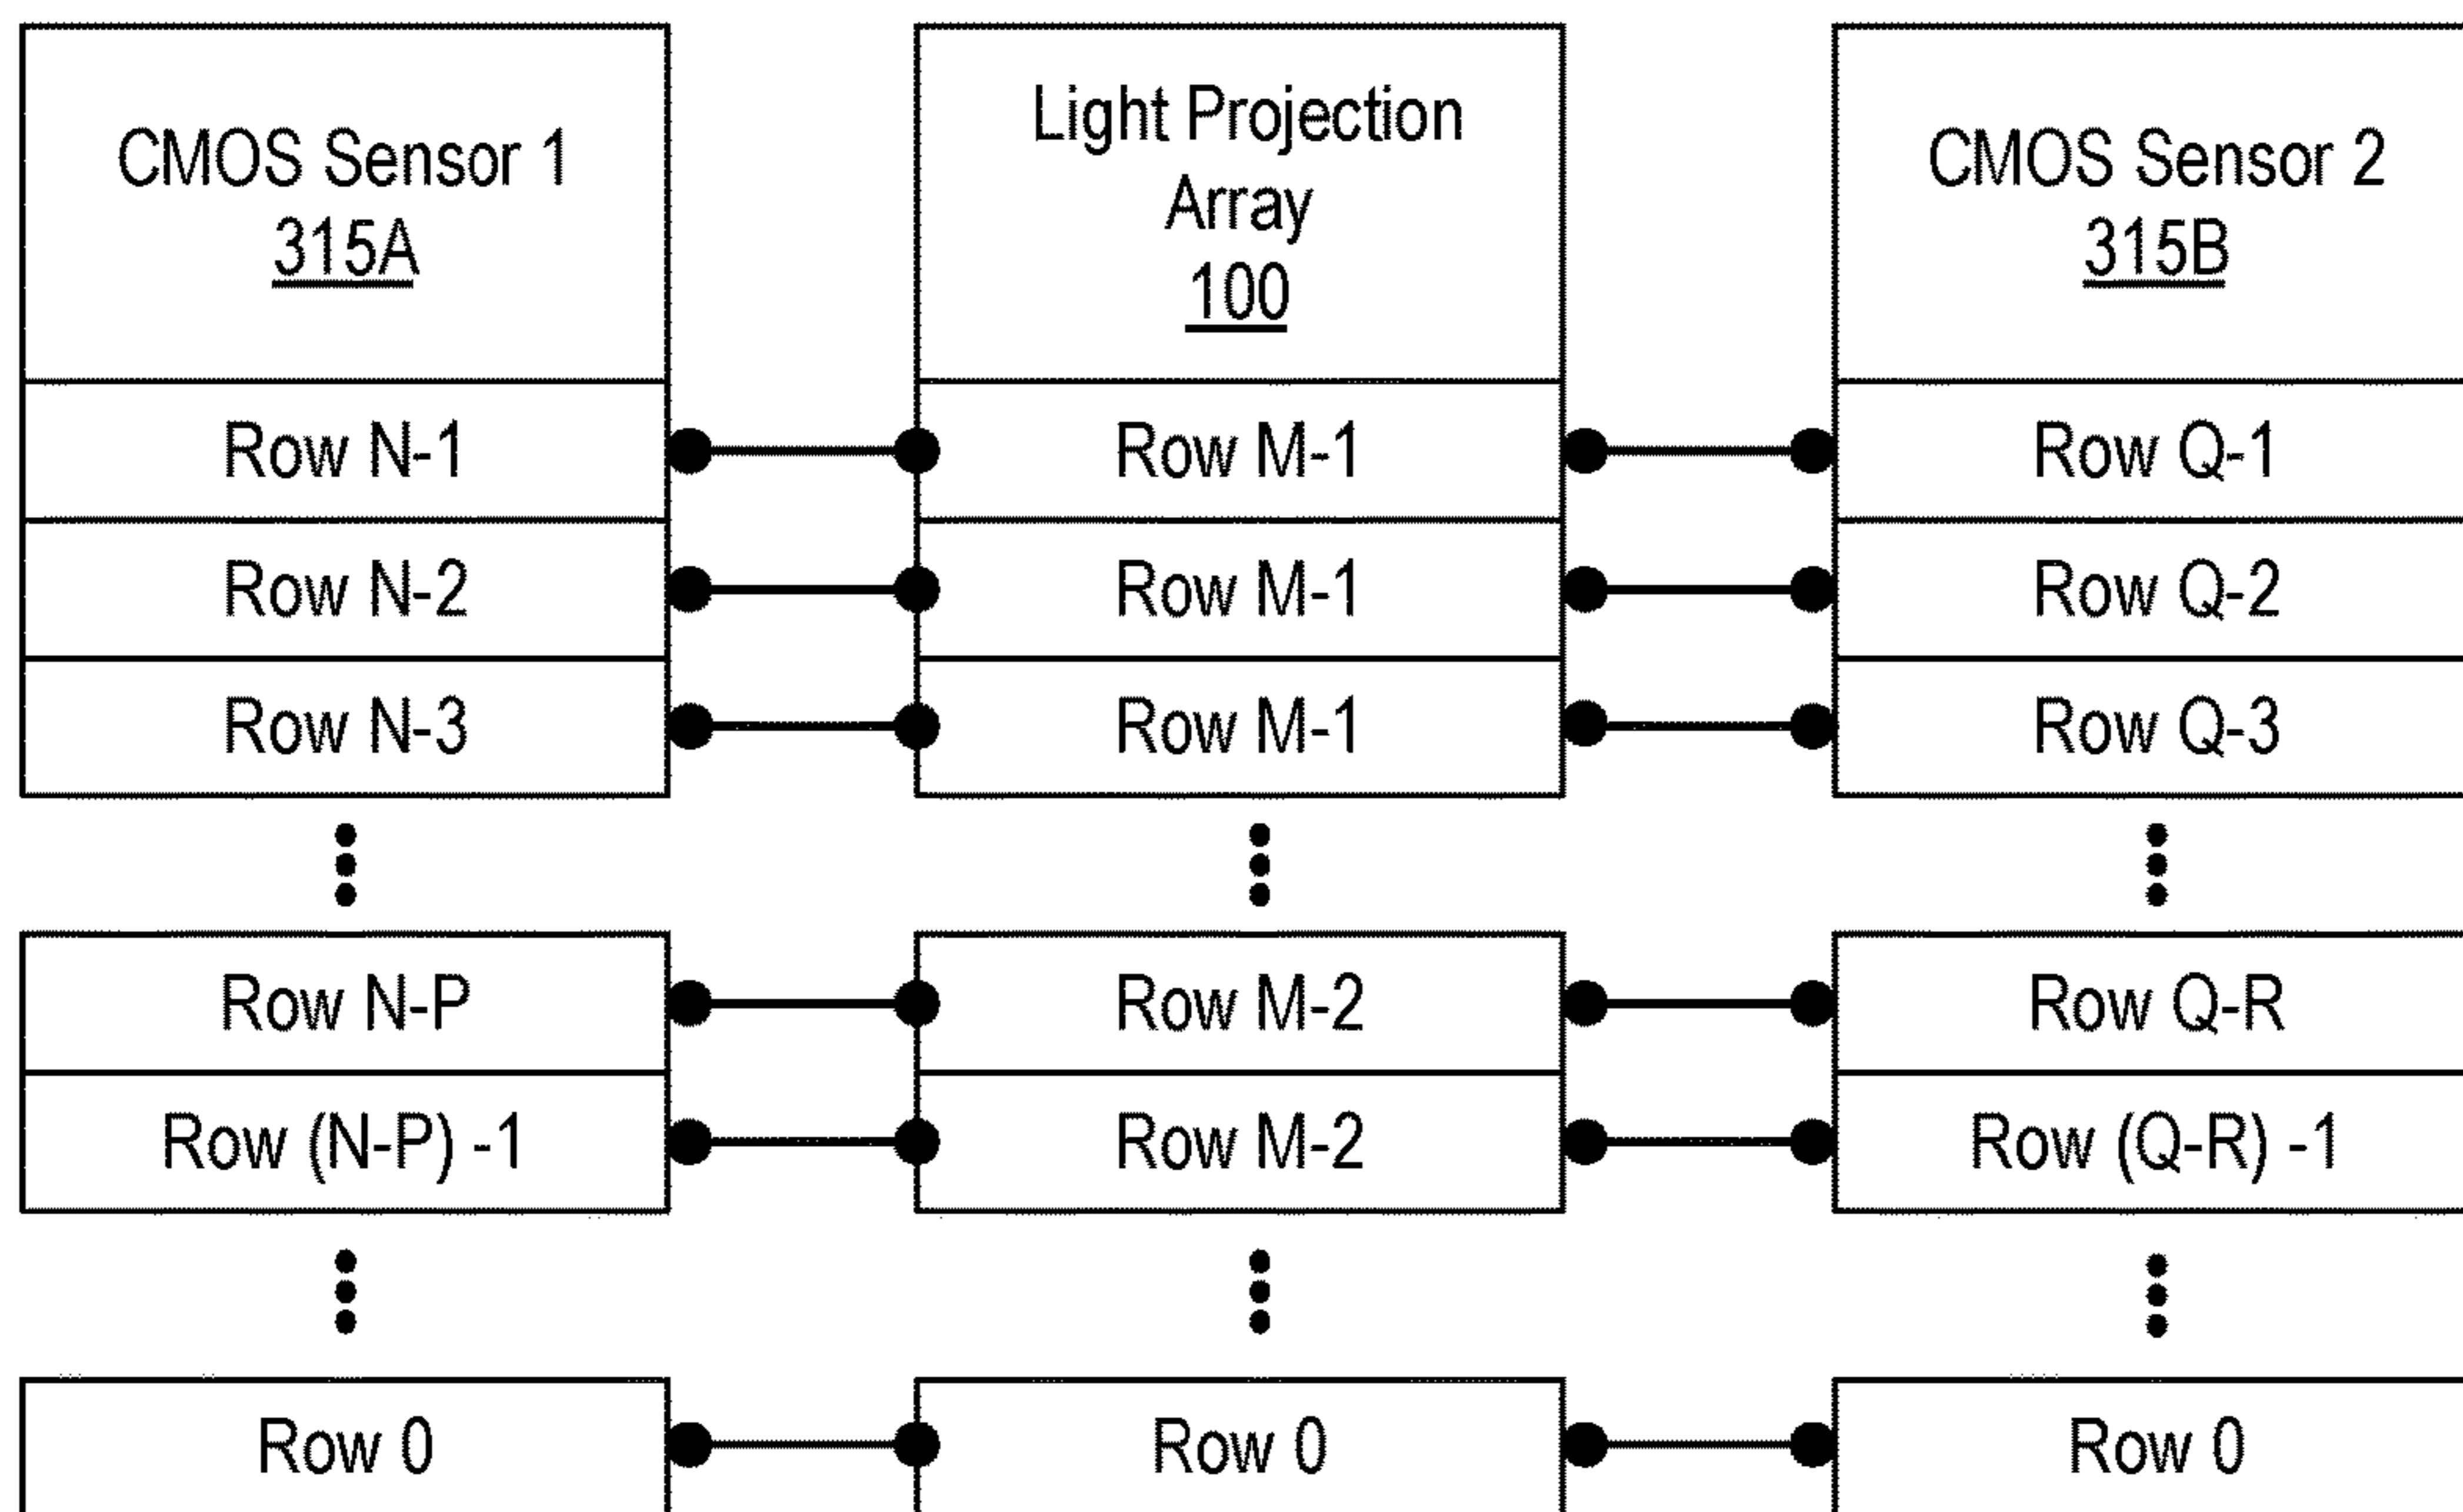 CMOS Sensor 1
315A
Light Projection
Array
100
CMOS Sensor 2
315B
Row N-1
Row M-1
Row Q-1
Row N-2
Row M-1
Row Q-2
Row N-3
Row M-1
Row Q-3
Row N-P
Row M-2
Row Q-R
Row (N-P) -1
Row M-2
Row (Q-R) -1
Row 0
Row 0
Row 0